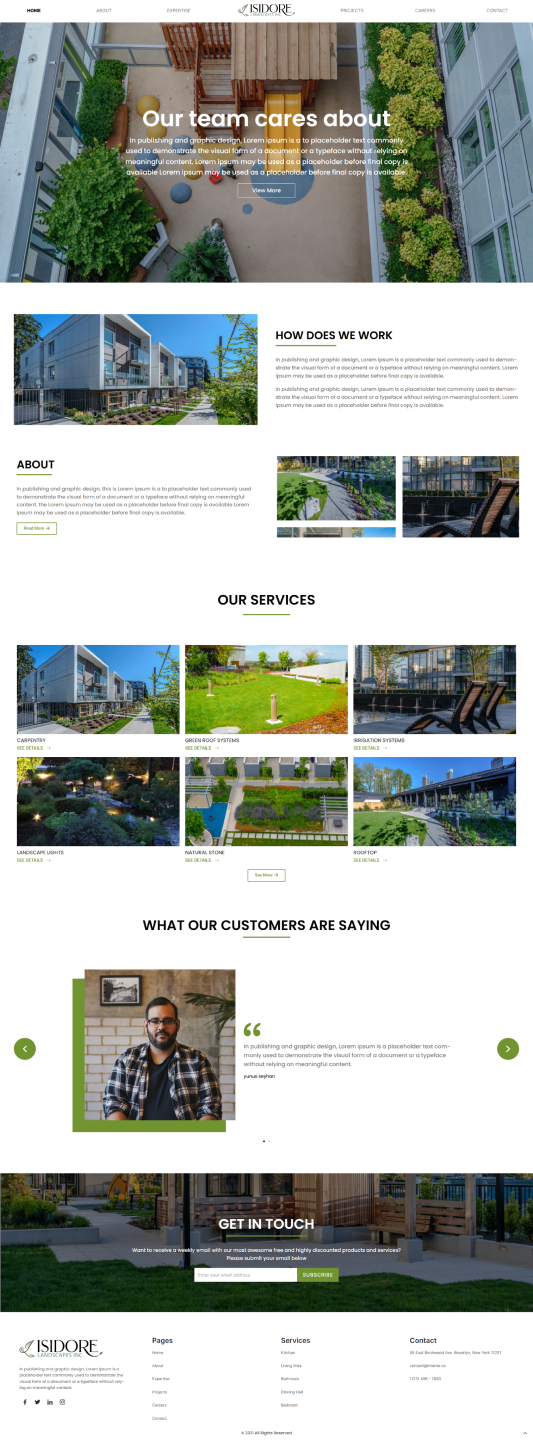 HOME ABOUT EXPERTISE ISIDORE PROJECTS CAREERS CONTACT
LANDSCAPES INC.
Our team cares about
In publishing and graphic design, Lorem ipsum is a to placeholder text commonly
used to demonstrate the visual form of a document or a typeface without relying on
meaningful content. Lorem ipsum may be used as a placeholder before final copy is
available Lorem ipsum may be used as a placeholder before final copy is available.
View More
HOW DOES WE WORK
In publishing and graphic design, Lorem ipsum is a placeholder text commonly used to demon-
strate the visual form of a document or a typeface without relying on meaningful content. Lorem
ipsum may be used as a placeholder before final copy is available.
In publishing and graphic design, Lorem ipsum is a placeholder text commonly used to demon-
strate the visual form of a document or a typeface without relying on meaningful content. Lorem
ipsum may be used as a placeholder before final copy is available.
ABOUT
In publishing and graphic design, this is Lorem ipsum is a to placeholder text commonly used
to demonstrate the visual form of a document or a typeface without relying on meaningful
content. Lorem ipsum may be used as a placeholder before final copy is available Lorem
ipsum may be used as a placeholder before final copy is available.
Read More →
OUR SERVICES
CARPENTRY GREEN ROOF SYSTEMS IRRIGATION SYSTEMS
SEE DETAILS → SEE DETAILS → SEE DETAILS →
LANDSCAPE LIGHTS NATURAL STONE ROOFTOP
SEE DETAILS → SEE DETAILS → SEE DETAILS →
See More →
WHAT OUR CUSTOMERS ARE SAYING
In publishing and graphic design, Lorem ipsum is a placeholder text com-
monly used to demonstrate the visual form of a document or a typeface
without relying on meaningful content.
yunus seyhan
GET IN TOUCH
Want to receive a weekly email with our most awesome free and highly discounted products and services?
Please submit your email below
Enter your email address SUBSCRIBE
ISIDORE
LANDSCAPES INC.
In publishing and graphic design, Lorem ipsum is a
placeholder text commonly used to demonstrate the
visual form of a document or a typeface without rely-
ing on meaningful content.
Pages
Home
About
Expertise
Projects
Careers
Contact
Services
Kitchen
Living Area
Bathroom
Dinning Hall
Bedroom
Contact
© 2021 All Rights Reserved